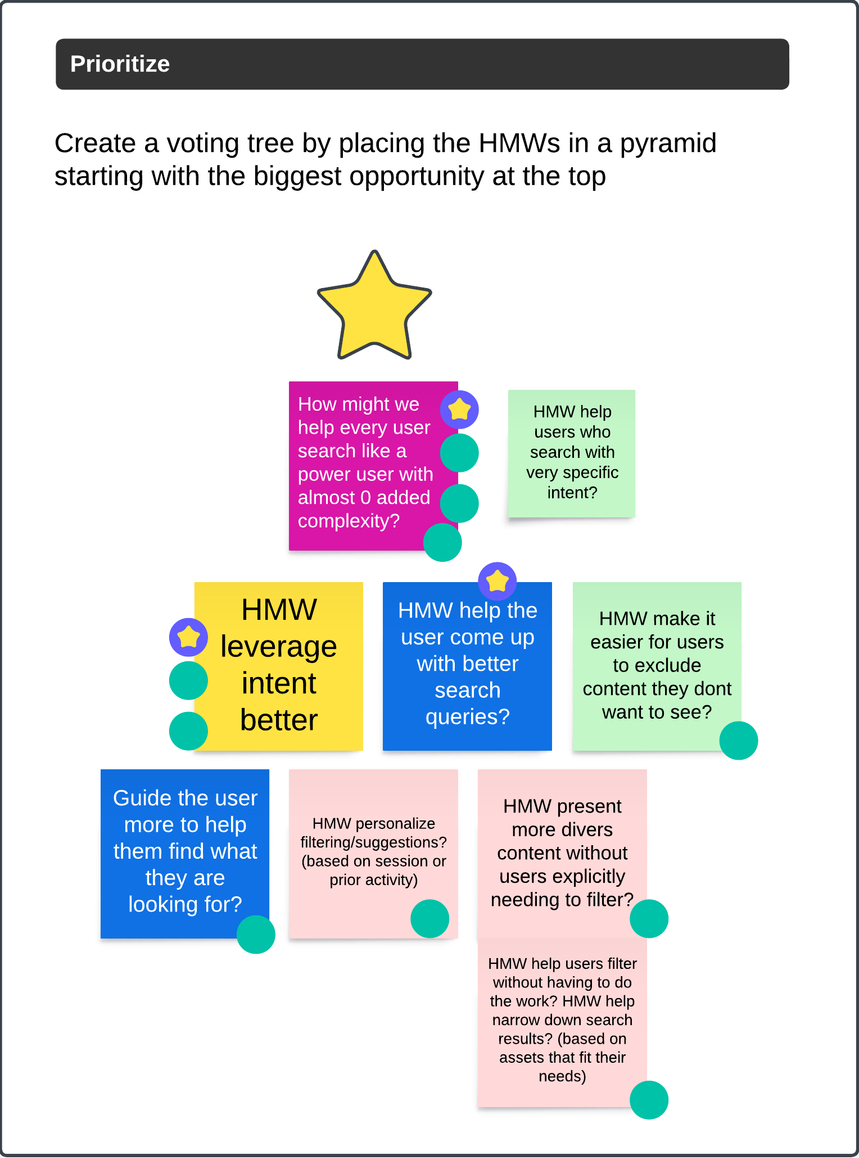 Prioritize
Create a voting tree by placing the HMWs in a pyramid
starting with the biggest opportunity at the top
How might we
help every user
search like a
power user with
almost 0 added
complexity?
HMW help
users who
search with
very specific
intent?
HMW
leverage
intent
better
HMW help the
user come up
with better
search
queries?
HMW make it
easier for users
to exclude
content they dont
want to see?
Guide the user
more to help
them find what
they are
looking for?
HMW personalize
filtering/suggestions?
(based on session or
prior activity)
HMW present
more divers
content without
users explicitly
needing to filter?
HMW help users filter
without having to do
the work? HMW help
narrow down search
results? (based on
assets that fit their
needs)